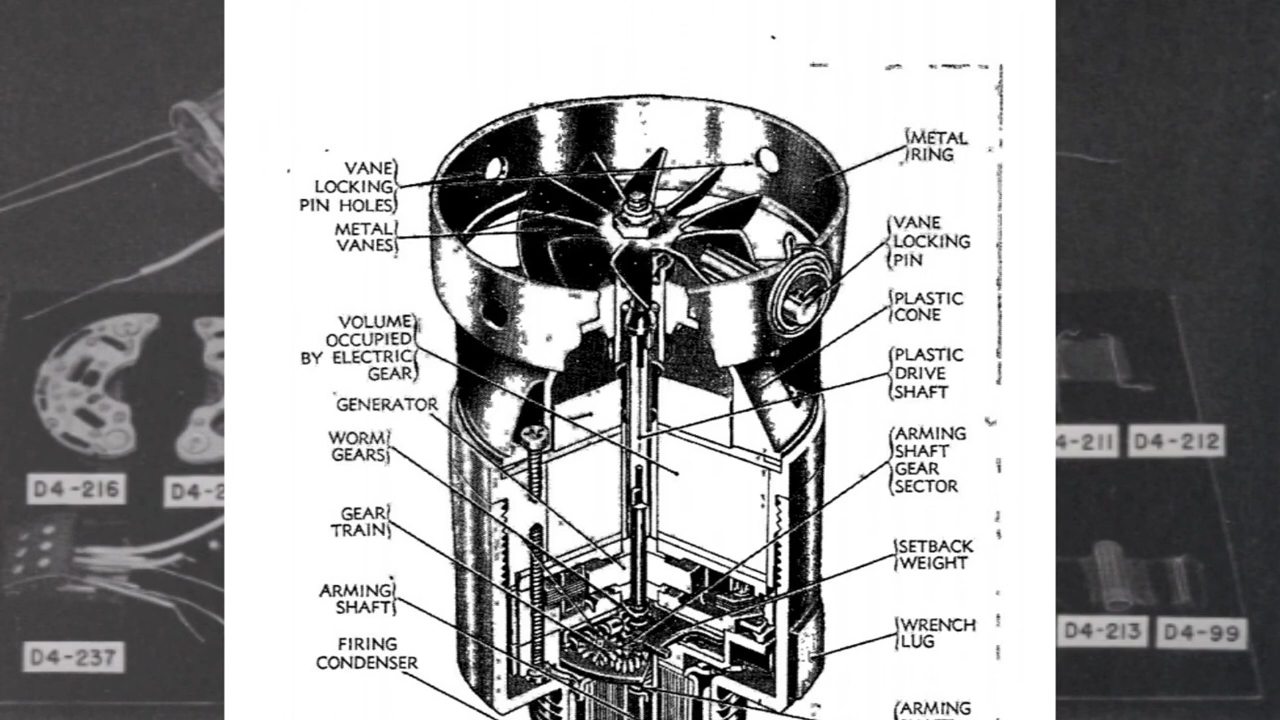 VANE
LOCKING
PIN HOLES
METAL
VANES
VOLUME
OCCUPIED
BY ELECTRIC
GEAR
GENERATOR
WORM
GEARS
GEAR
TRAIN
ARMING
SHAFT
FIRING
CONDENSER
METAL
RING
VANE
LOCKING
PIN
PLASTIC
CONE
PLASTIC
DRIVE
SHAFT
ARMING
SHAFT
GEAR
SECTOR
SETBACK
WEIGHT
WRENCH
LUG
ARMING
D4-216
D4-2
D4-237
4-211
D4-212
D4-213
D4-99